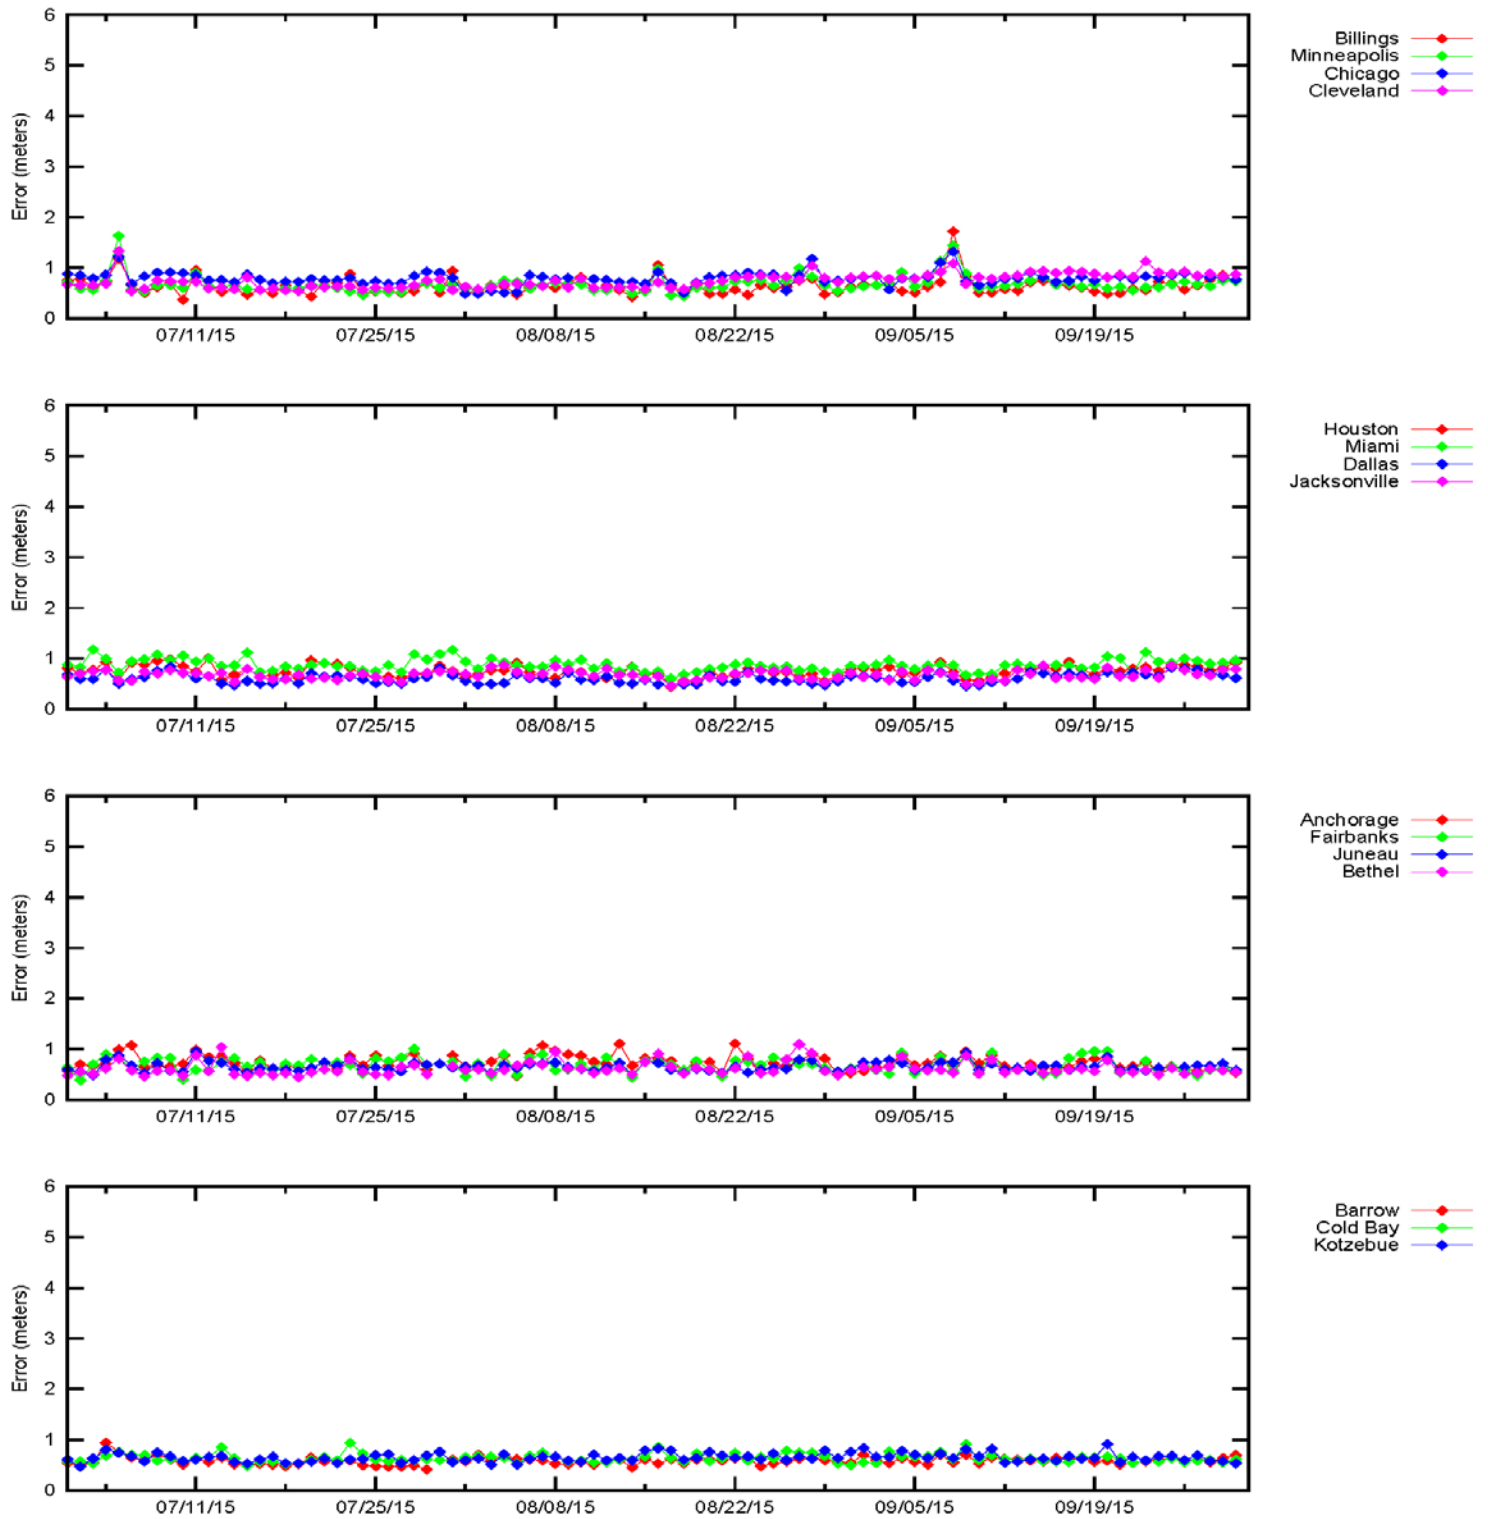 6
5
4
3
2
1
0
Error (meters)
07/11/15 07/25/15 08/08/15 08/22/15 09/05/15 09/19/15
Billings
Minneapolis
Chicago
Cleveland
6
5
4
3
2
1
0
Error (meters)
07/11/15 07/25/15 08/08/15 08/22/15 09/05/15 09/19/15
Houston
Miami
Dallas
Jacksonville
6
5
4
3
2
1
0
Error (meters)
07/11/15 07/25/15 08/08/15 08/22/15 09/05/15 09/19/15
Anchorage
Fairbanks
Juneau
Bethel
6
5
4
3
2
1
0
Error (meters)
07/11/15 07/25/15 08/08/15 08/22/15 09/05/15 09/19/15
Barrow
Cold Bay
Kotzebue